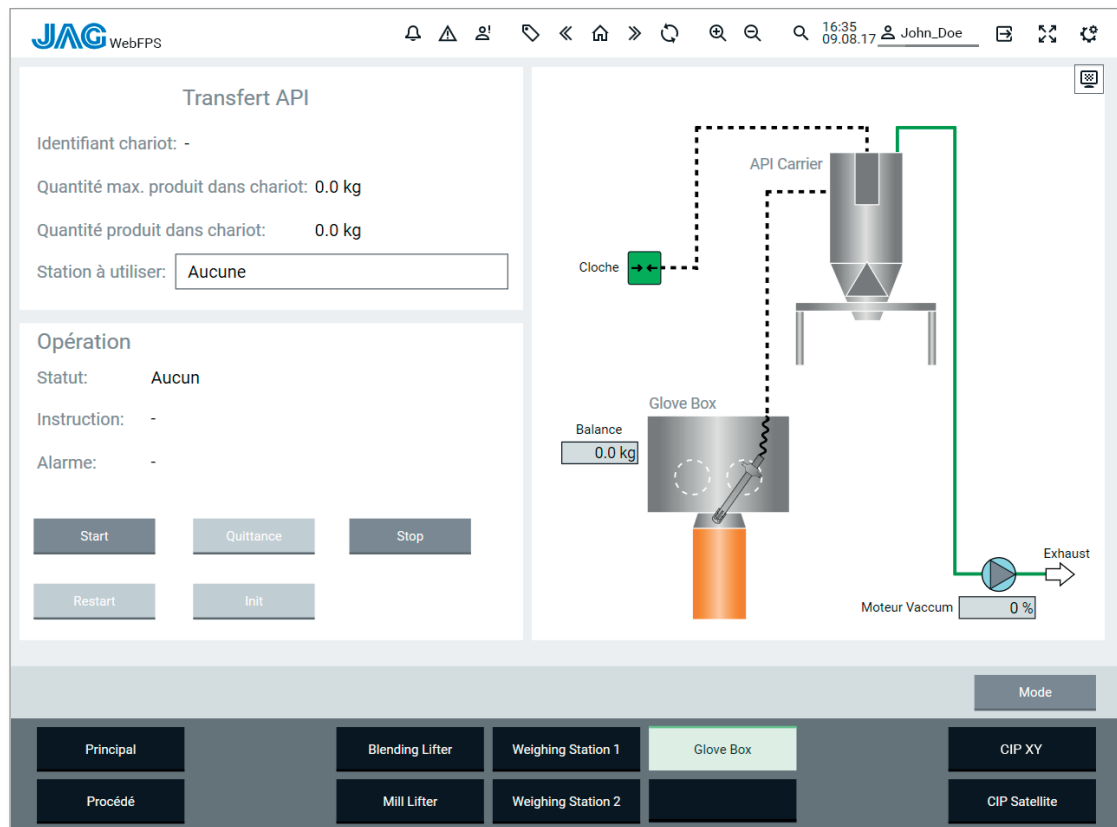 JAG WebFPS
16:35
09.08.17
John_Doe
Transfert API
Identifiant chariot: -
Quantité max. produit dans chariot: 0.0 kg
Quantité produit dans chariot: 0.0 kg
Station à utiliser: Aucune
Opération
Statut: Aucun
Instruction: -
Alarme: -
Start
Quittance
Stop
Restart
Init
API Carrier
Cloche
Glove Box
Balance
0.0 kg
Exhaust
Moteur Vaccum 0 %
Mode
Principal
Blending Lifter
Weighing Station 1
Glove Box
CIP XY
Procédé
Mill Lifter
Weighing Station 2
CIP Satellite